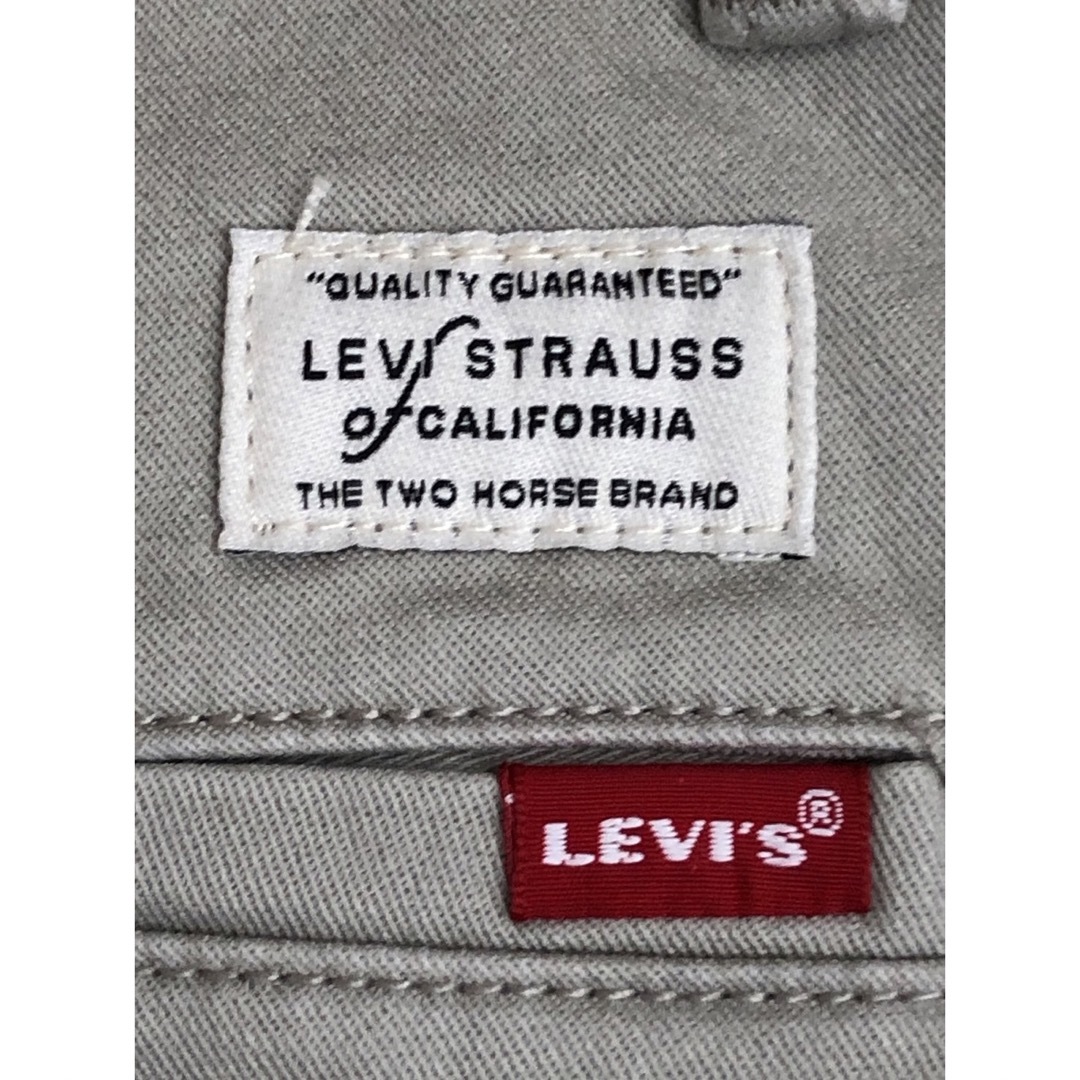 "QUALITY GUARANTEED"
LEVI STRAUSS
of CALIFORNIA
THE TWO HORSE BRAND
LEVI'S®